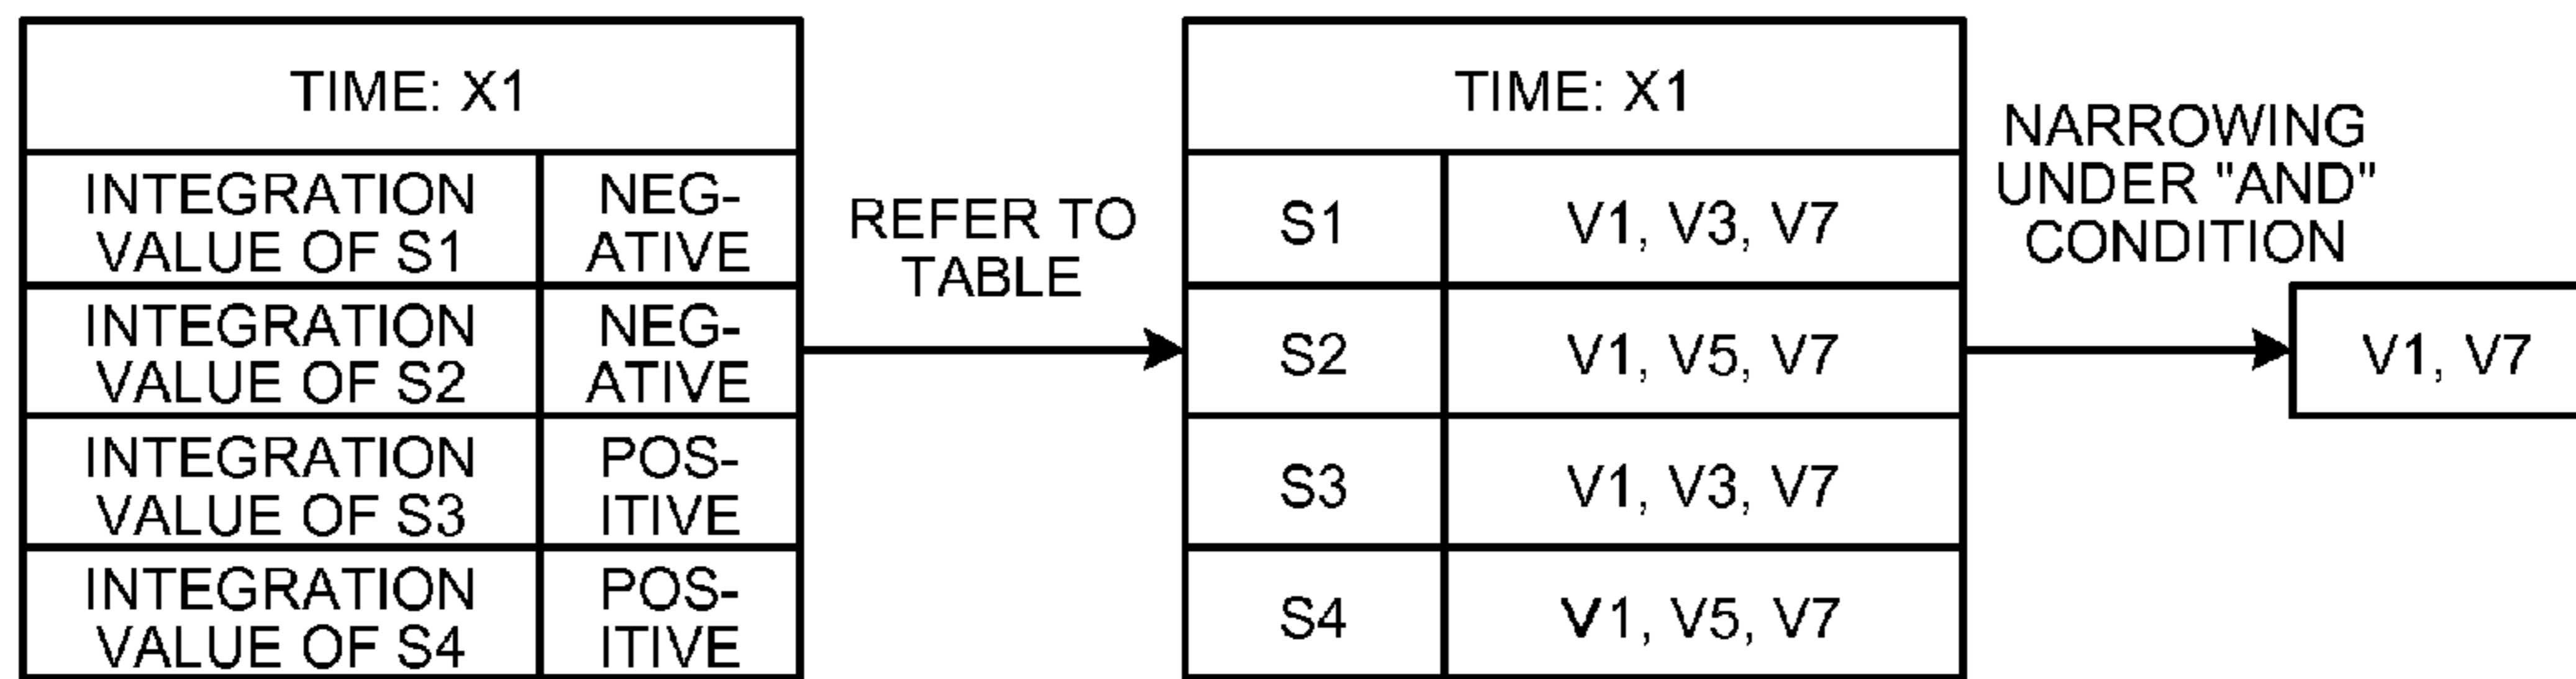 TIME: X1
INTEGRATION
VALUE OF S1
NEG-
ATIVE
INTEGRATION
VALUE OF S2
NEG-
ATIVE
INTEGRATION
VALUE OF S3
POS-
ITIVE
INTEGRATION
VALUE OF S4
POS-
ITIVE
REFER TO
TABLE
TIME: X1
S1 V1, V3, V7
S2 V1, V5, V7
S3 V1, V3, V7
S4 V1, V5, V7
NARROWING
UNDER "AND"
CONDITION
V1, V7